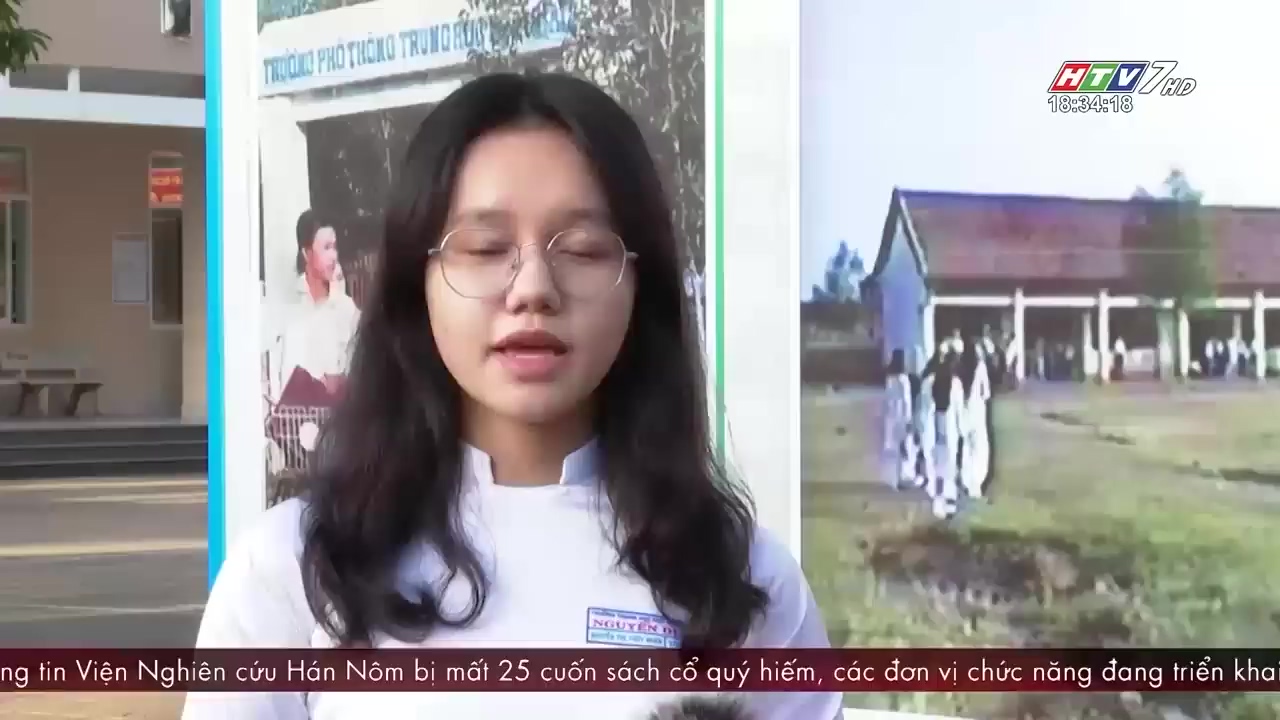 TRƯỜNG PHỔ THÔNG TRUNG HỌC
HTV7 HD
18:34:18
NGUYỄN D
ng tin Viện Nghiên cứu Hán Nôm bị mất 25 cuốn sách cổ quý hiếm, các đơn vị chức năng đang triển khai